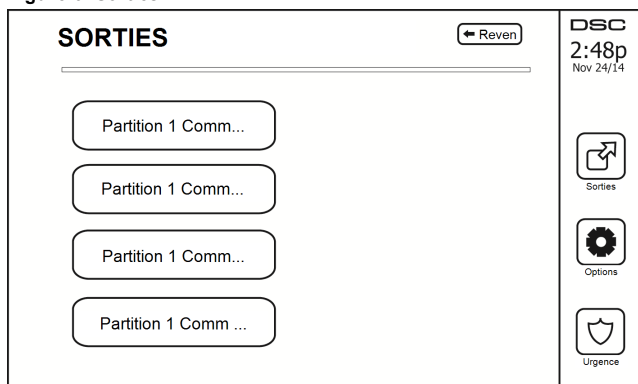 SORTIES
Reven
DSC
2:48p
Nov 24/14
Partition 1 Comm...
Partition 1 Comm...
Partition 1 Comm...
Partition 1 Comm ...
Sorties
Options
Urgence